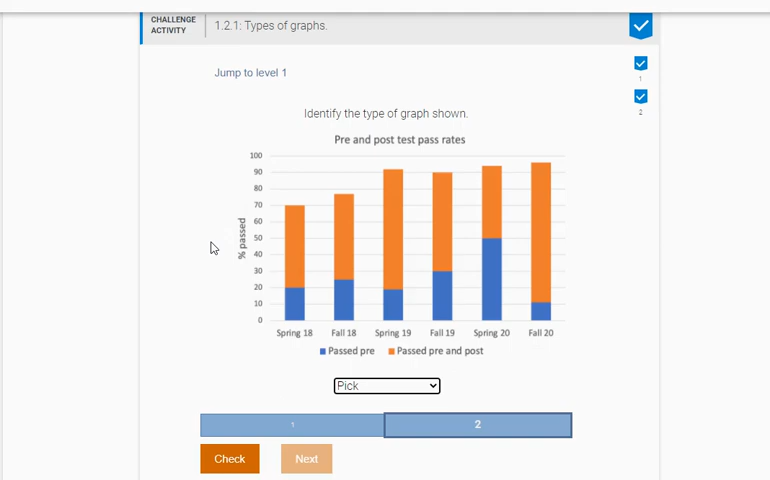 CHALLENGE
ACTIVITY
1.2.1: Types of graphs.
Jump to level 1
1
2
Identify the type of graph shown.
Pre and post test pass rates
100
90
80
70
60
50
40
30
20
10
0
% passed
Spring 18 Fall 18 Spring 19 Fall 19 Spring 20 Fall 20
Passed pre Passed pre and post
Pick
1 2
Check Next